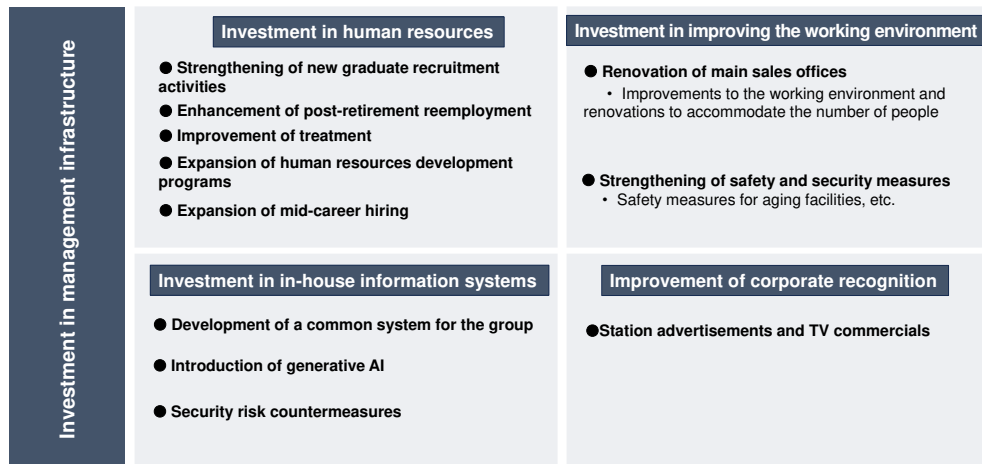 Investment in management infrastructure
Investment in human resources
● Strengthening of new graduate recruitment
activities
● Enhancement of post-retirement reemployment
● Improvement of treatment
● Expansion of human resources development
programs
● Expansion of mid-career hiring
Investment in improving the working environment
● Renovation of main sales offices
・ Improvements to the working environment and
renovations to accommodate the number of people
● Strengthening of safety and security measures
・ Safety measures for aging facilities, etc.
Investment in in-house information systems
● Development of a common system for the group
● Introduction of generative AI
● Security risk countermeasures
Improvement of corporate recognition
●Station advertisements and TV commercials